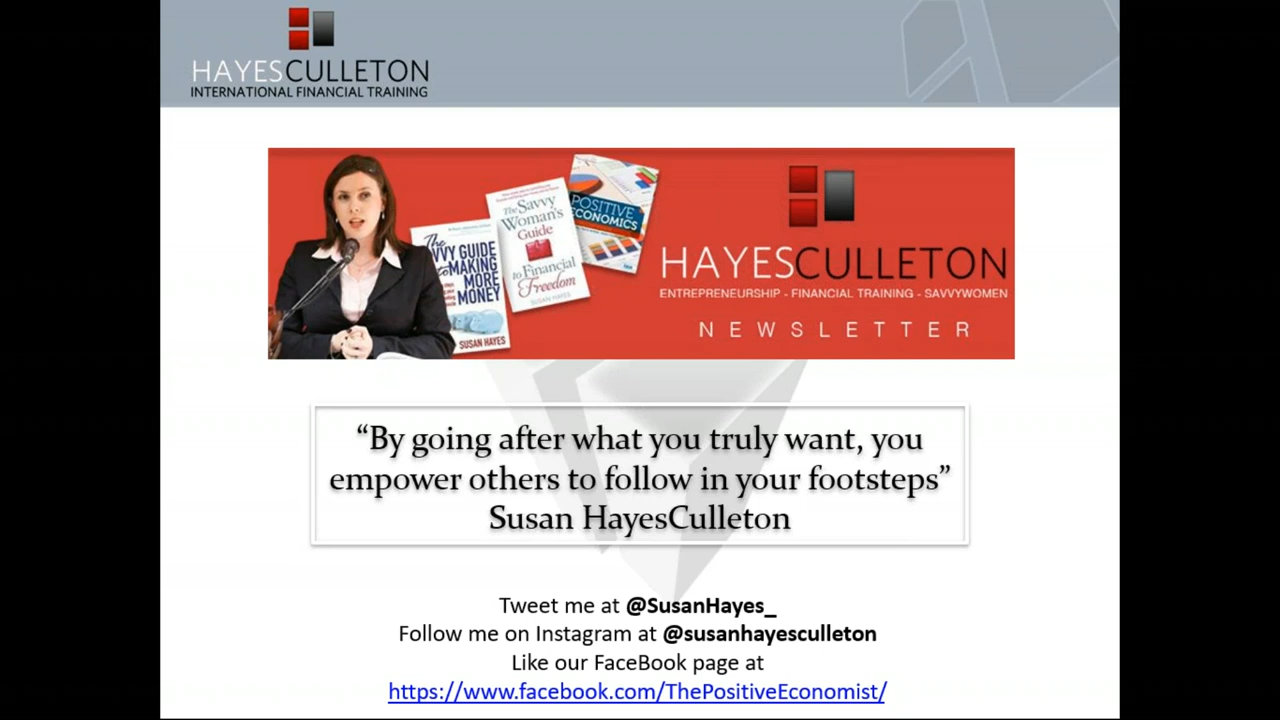 HAYESCULLETON
INTERNATIONAL FINANCIAL TRAINING
The
SAVVY GUIDE
to MAKING
MORE
MONEY
SUSAN HAYES
The Savvy
Woman's
Guide
to Financial
Freedom
SUSAN HAYES
POSITIVE
ECONOMICS
HAYESCULLETON
ENTREPRENEURSHIP - FINANCIAL TRAINING - SAVVYWOMEN
NEWSLETTER
“By going after what you truly want, you
empower others to follow in your footsteps”
Susan HayesCulleton
Tweet me at @SusanHayes_
Follow me on Instagram at @susanhayesculleton
Like our FaceBook page at
https://www.facebook.com/ThePositiveEconomist/